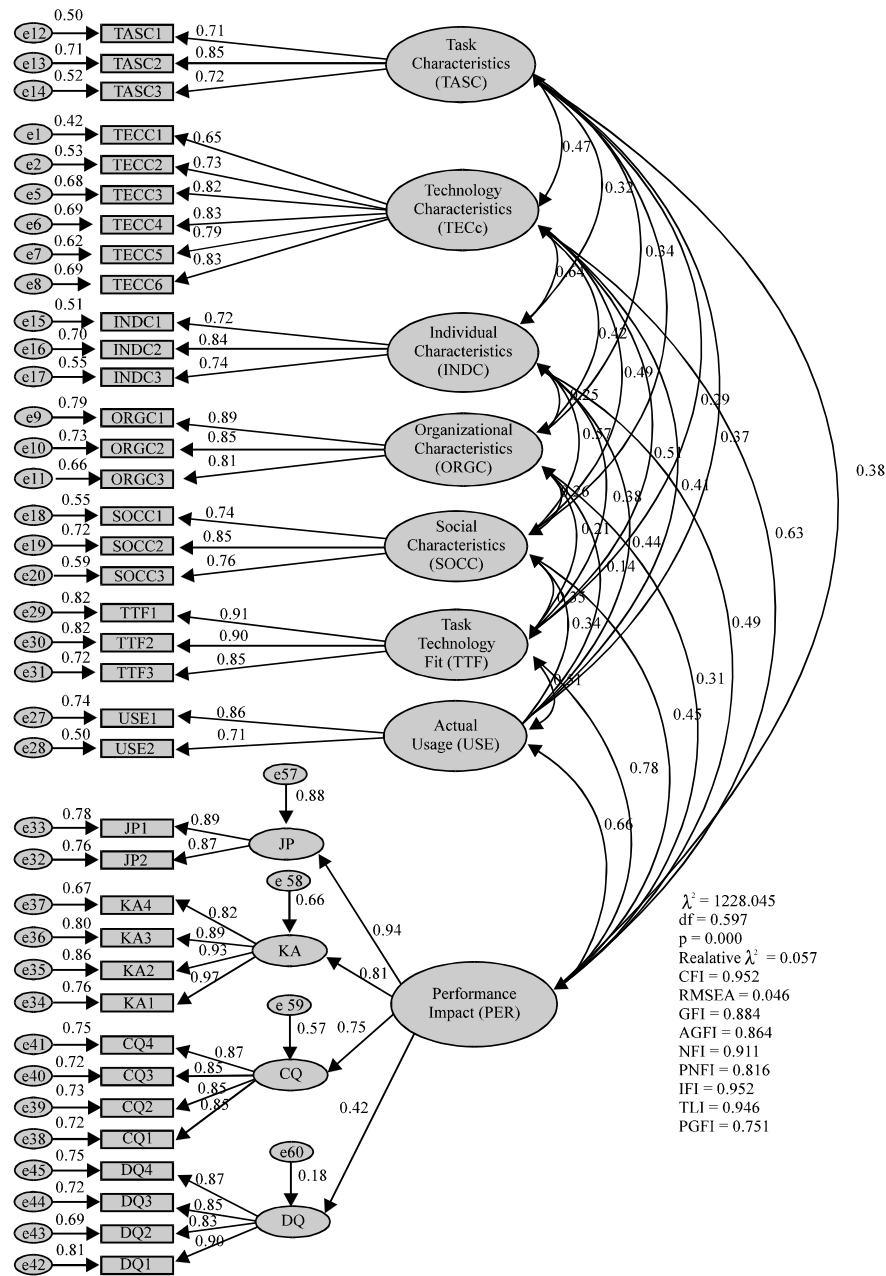 e12 0.50 TASC1 0.71
e13 0.71 TASC2 0.85
e14 0.52 TASC3 0.72
Task
Characteristics
(TASC)
e1 0.42 TECC1 0.65
e2 0.53 TECC2 0.73
e5 0.68 TECC3 0.82
e6 0.69 TECC4 0.83
e7 0.62 TECC5 0.79
e8 0.69 TECC6 0.83
Technology
Characteristics
(TECc)
e15 0.51 INDC1 0.72
e16 0.70 INDC2 0.84
e17 0.55 INDC3 0.74
Individual
Characteristics
(INDC)
e9 0.79 ORGC1 0.89
e10 0.73 ORGC2 0.85
e11 0.66 ORGC3 0.81
Organizational
Characteristics
(ORGC)
e18 0.55 SOCC1 0.74
e19 0.72 SOCC2 0.85
e20 0.59 SOCC3 0.76
Social
Characteristics
(SOCC)
e29 0.82 TTF1 0.91
e30 0.82 TTF2 0.90
e31 0.72 TTF3 0.85
Task
Technology
Fit (TTF)
e27 0.74 USE1 0.86
e28 0.50 USE2 0.71
Actual
Usage (USE)
0.47
0.32
0.34
0.64
0.42
0.49
0.25
0.29
0.57
0.37
0.51
0.38
0.41
0.26
0.38
0.21
0.63
0.44
0.14
0.35
0.34
0.49
0.31
0.51
0.45
0.78
0.66
e57
0.88
e33 0.78 JP1 0.89
e32 0.76 JP2 0.87
JP
e 58
0.66
e37 0.67 KA4 0.82
e36 0.80 KA3 0.89
e35 0.86 KA2 0.93
e34 0.76 KA1 0.97
KA
e 59
0.57
e41 0.75 CQ4 0.87
e40 0.72 CQ3 0.85
e39 0.73 CQ2 0.85
e38 0.72 CQ1 0.85
CQ
e60
0.18
e45 0.75 DQ4 0.87
e44 0.72 DQ3 0.85
e43 0.69 DQ2 0.83
e42 0.81 DQ1 0.90
DQ
0.94
0.81
0.75
0.42
Performance
Impact (PER)
λ² = 1228.045
df = 0.597
p = 0.000
Realative λ² = 0.057
CFI = 0.952
RMSEA = 0.046
GFI = 0.884
AGFI = 0.864
NFI = 0.911
PNFI = 0.816
IFI = 0.952
TLI = 0.946
PGFI = 0.751